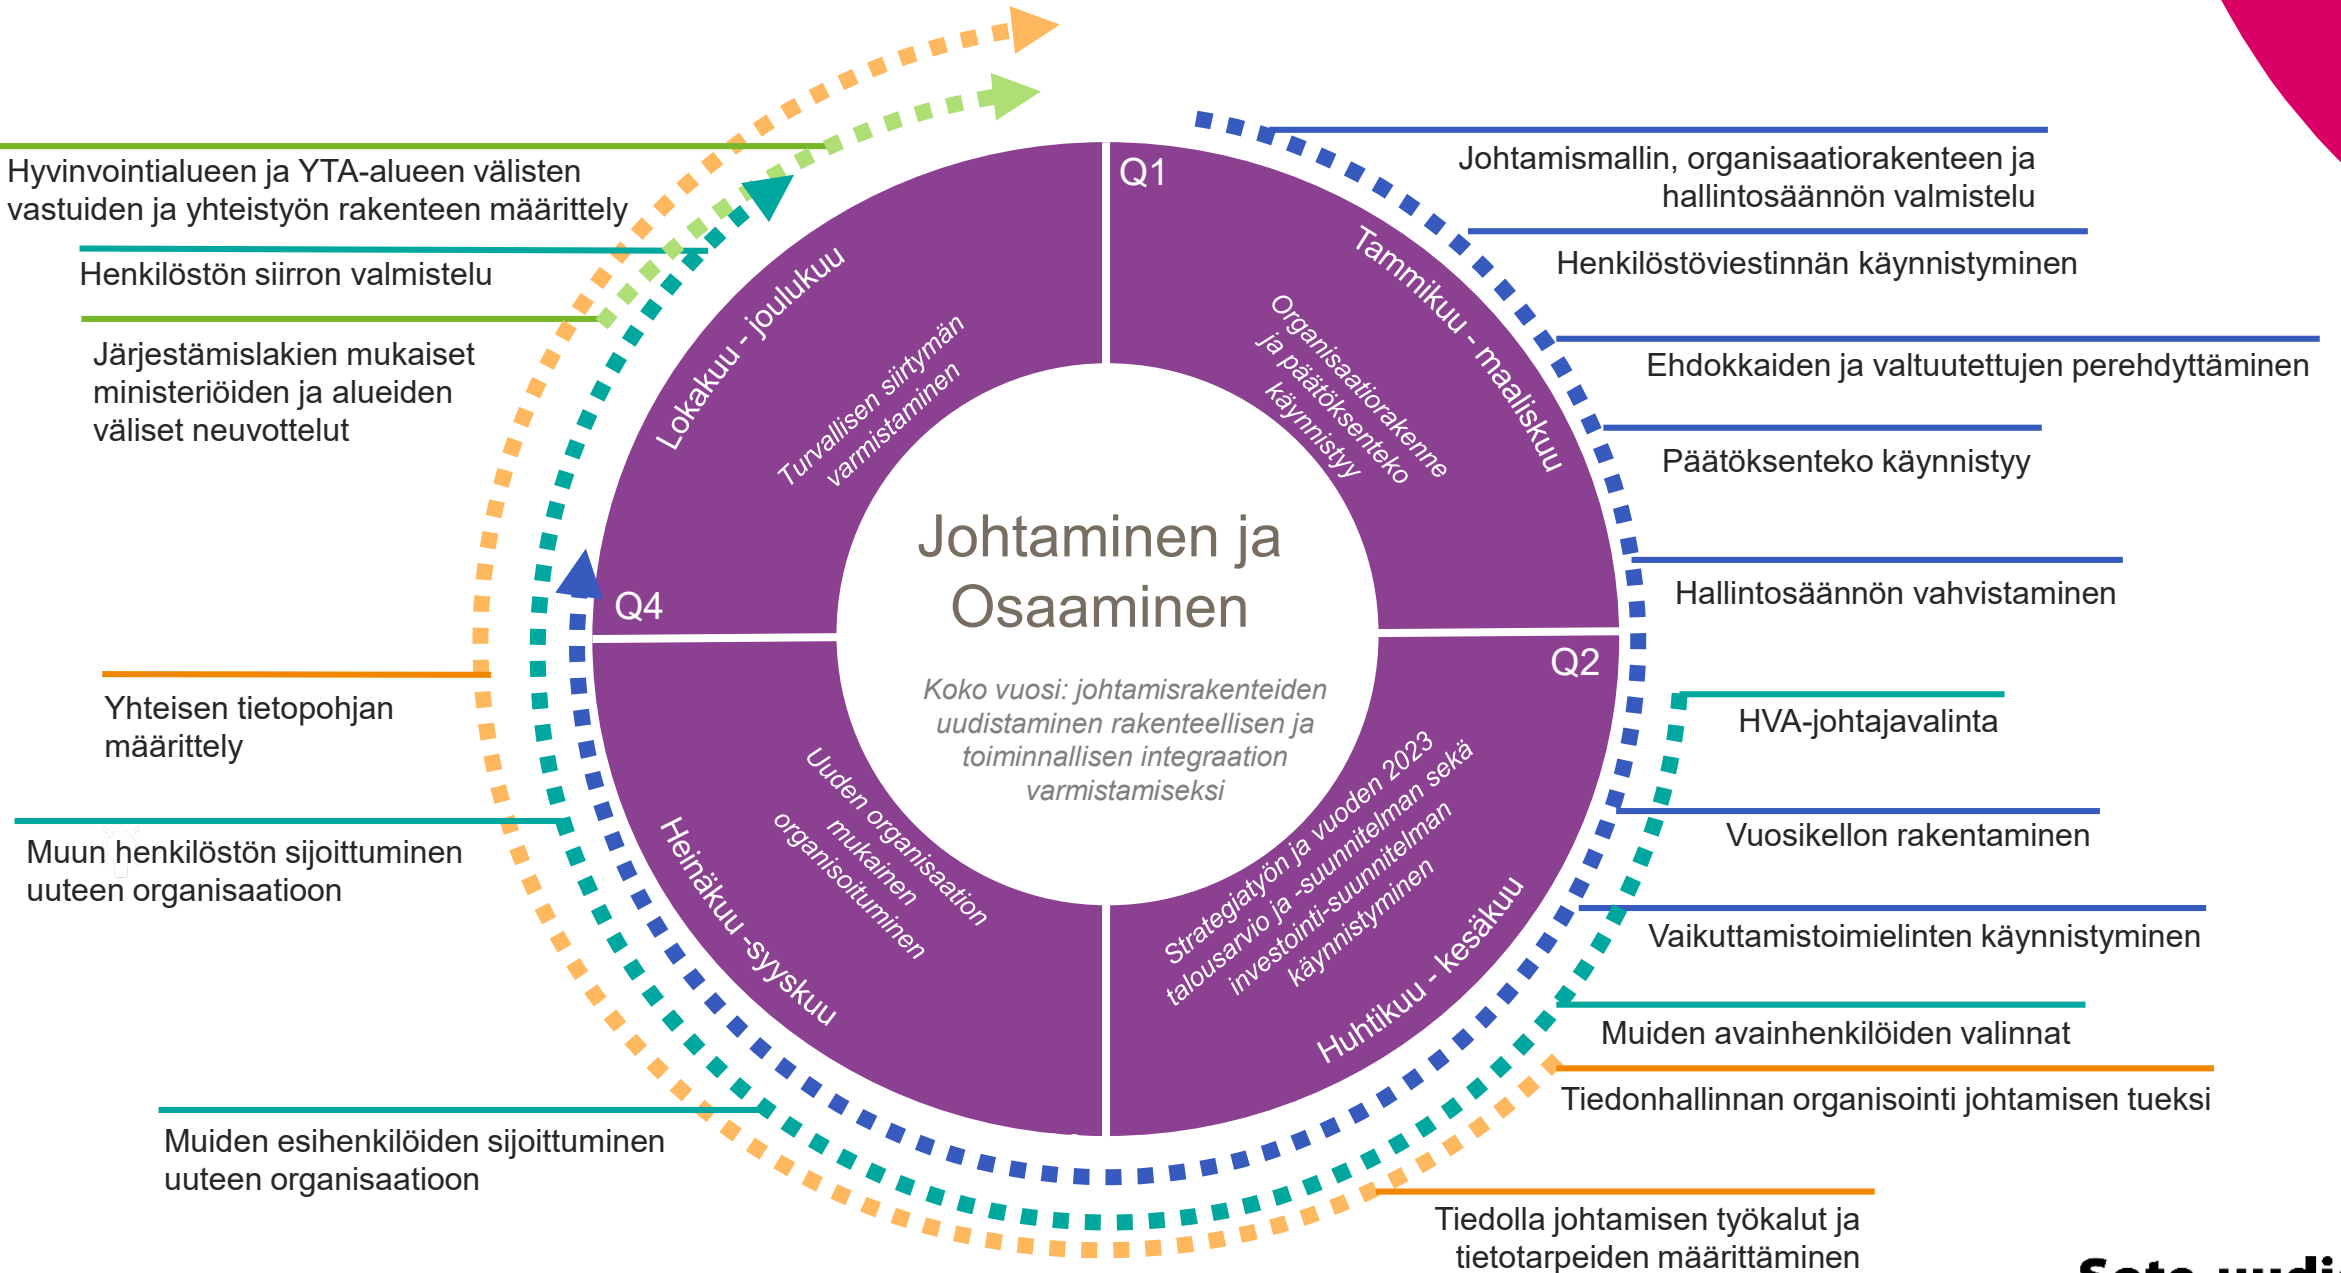 Johtaminen ja
Osaaminen
Koko vuosi: johtamisrakenteiden
uudistaminen rakenteellisen ja
toiminnallisen integraation
varmistamiseksi
Q1
Tammikuu - maaliskuu
Organisaatiorakenne
ja päätöksenteko
käynnistyy
Johtamismallin, organisaatiorakenteen ja
hallintosäännön valmistelu
Henkilöstöviestinnän käynnistyminen
Ehdokkaiden ja valtuutettujen perehdyttäminen
Päätöksenteko käynnistyy
Hallintosäännön vahvistaminen
Q2
Huhtikuu - kesäkuu
Strategiatyön ja vuoden 2023
talousarvio ja -suunnitelman sekä
investointi-suunnitelman
käynnistyminen
HVA-johtajavalinta
Vuosikellon rakentaminen
Vaikuttamistoimielinten käynnistyminen
Muiden avainhenkilöiden valinnat
Tiedonhallinnan organisointi johtamisen tueksi
Tiedolla johtamisen työkalut ja
tietotarpeiden määrittäminen
Heinäkuu -syyskuu
Uuden organisaation
mukainen
organisoituminen
Muiden esihenkilöiden sijoittuminen
uuteen organisaatioon
Muun henkilöstön sijoittuminen
uuteen organisaatioon
Yhteisen tietopohjan
määrittely
Q4
Lokakuu - joulukuu
Turvallisen siirtymän
varmistaminen
Järjestämislakien mukaiset
ministeriöiden ja alueiden
väliset neuvottelut
Henkilöstön siirron valmistelu
Hyvinvointialueen ja YTA-alueen välisten
vastuiden ja yhteistyön rakenteen määrittely